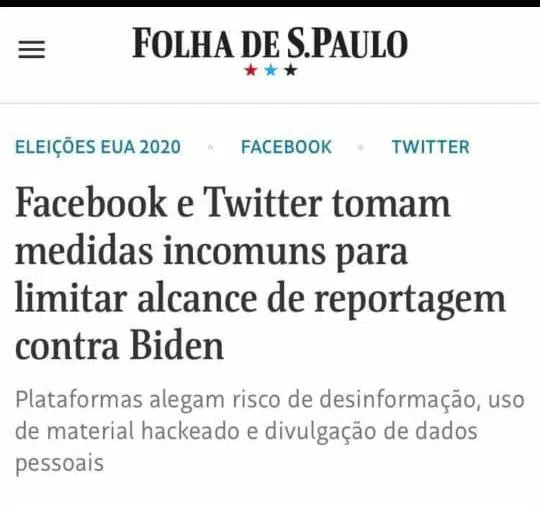 FOLHA DE S.PAULO
ELEIÇÕES EUA 2020 • FACEBOOK • TWITTER
Facebook e Twitter tomam
medidas incomuns para
limitar alcance de reportagem
contra Biden
Plataformas alegam risco de desinformação, uso
de material hackeado e divulgação de dados
pessoais